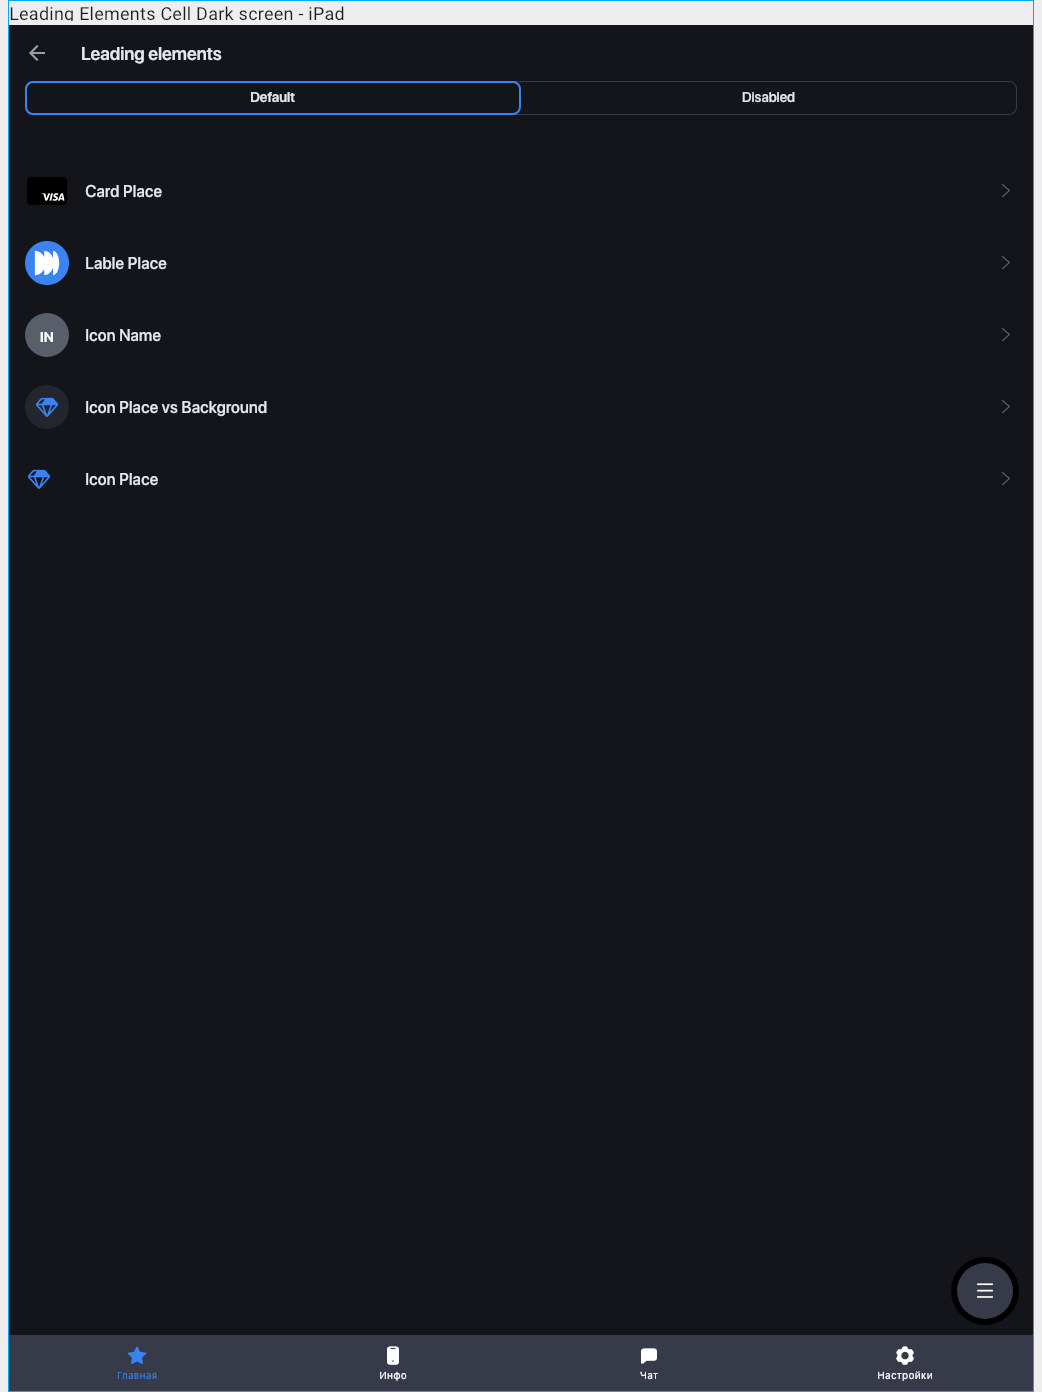 Leading Elements Cell Dark screen - iPad
Leading elements
Default
Disabled
VISA
Card Place
Lable Place
IN
Icon Name
Icon Place vs Background
Icon Place
Главная
Инфо
Чат
Настройки